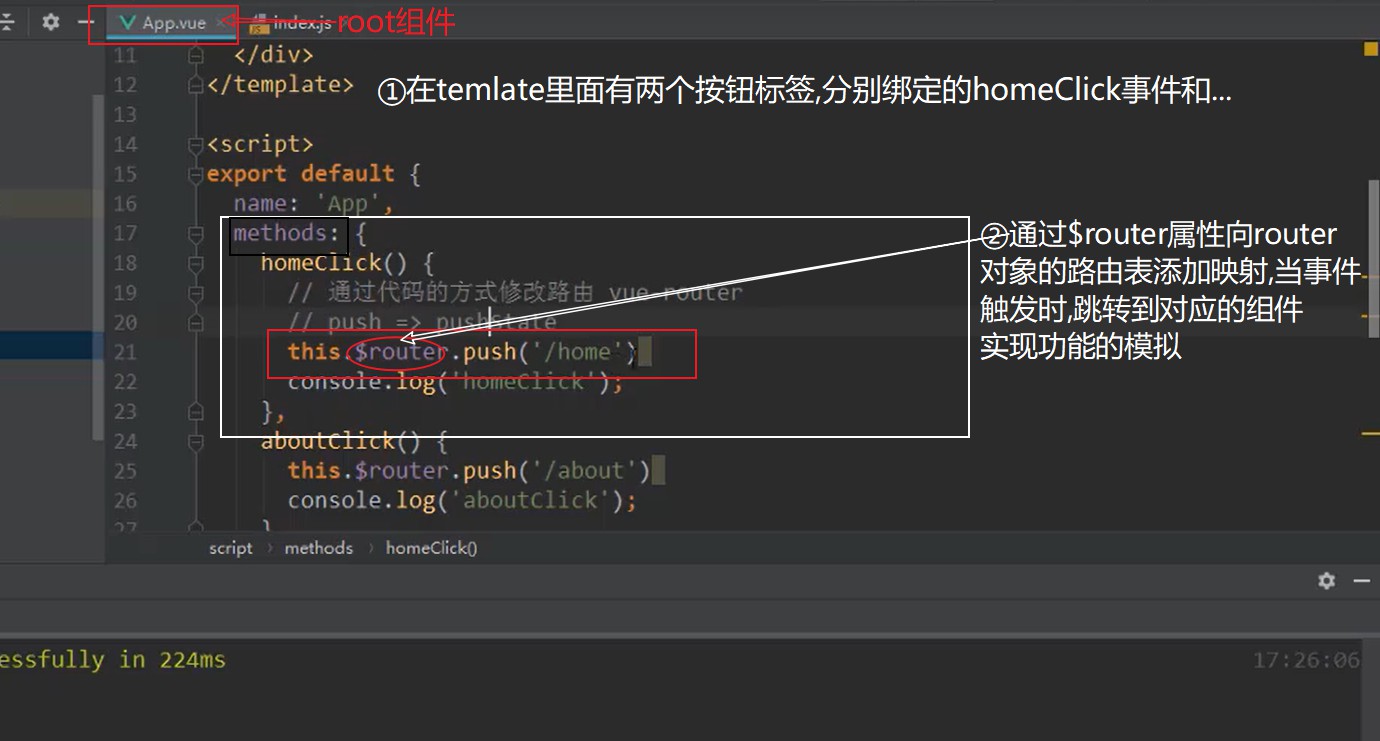 App.vue index.js root组件
11 </div>
12 </template>
①在temlate里面有两个按钮标签,分别绑定的homeClick事件和...
13
14 <script>
15 export default {
16 name: 'App',
17 methods: {
18 homeClick() {
19 // 通过代码的方式修改路由 vue-router
20 // push => pushState
21 this.$router.push('/home')
22 console.log('homeClick');
23 },
24 aboutClick() {
25 this.$router.push('/about')
26 console.log('aboutClick');
27 }
②通过$router属性向router
对象的路由表添加映射,当事件
触发时,跳转到对应的组件
实现功能的模拟
script › methods › homeClick()
essfully in 224ms
17:26:06